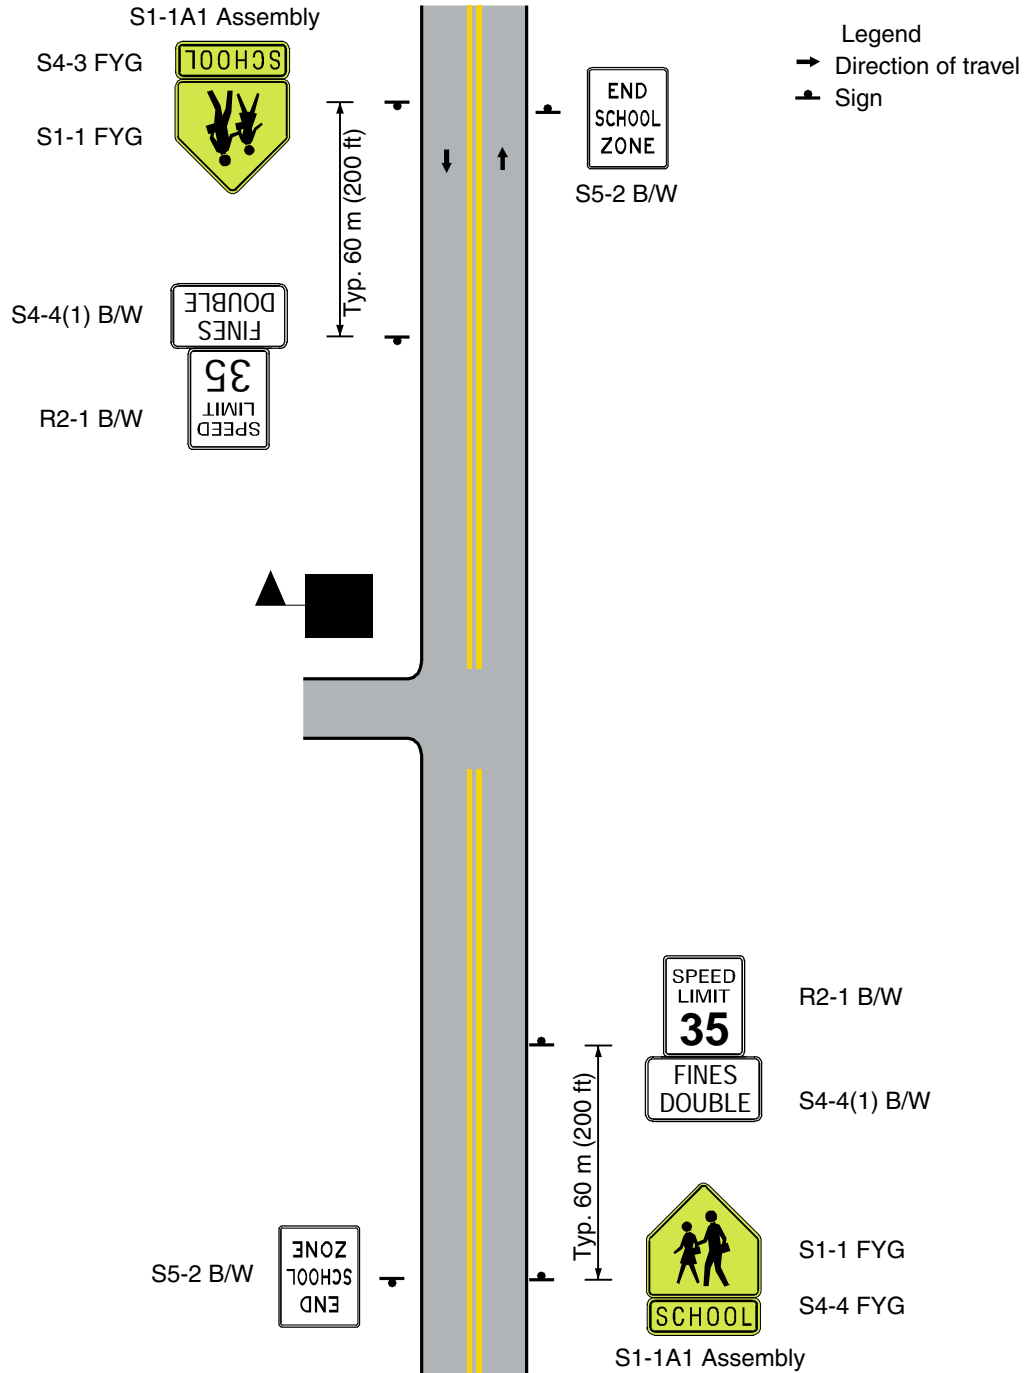 S1-1A1 Assembly
S4-3 FYG
SCHOOL
S1-1 FYG
Typ. 60 m (200 ft)
END
SCHOOL
ZONE
S5-2 B/W
Legend
Direction of travel
Sign
S4-4(1) B/W
FINES
DOUBLE
R2-1 B/W
SPEED
LIMIT
35
SPEED
LIMIT
35
R2-1 B/W
FINES
DOUBLE
S4-4(1) B/W
Typ. 60 m (200 ft)
S5-2 B/W
END
SCHOOL
ZONE
S1-1 FYG
SCHOOL
S4-4 FYG
S1-1A1 Assembly